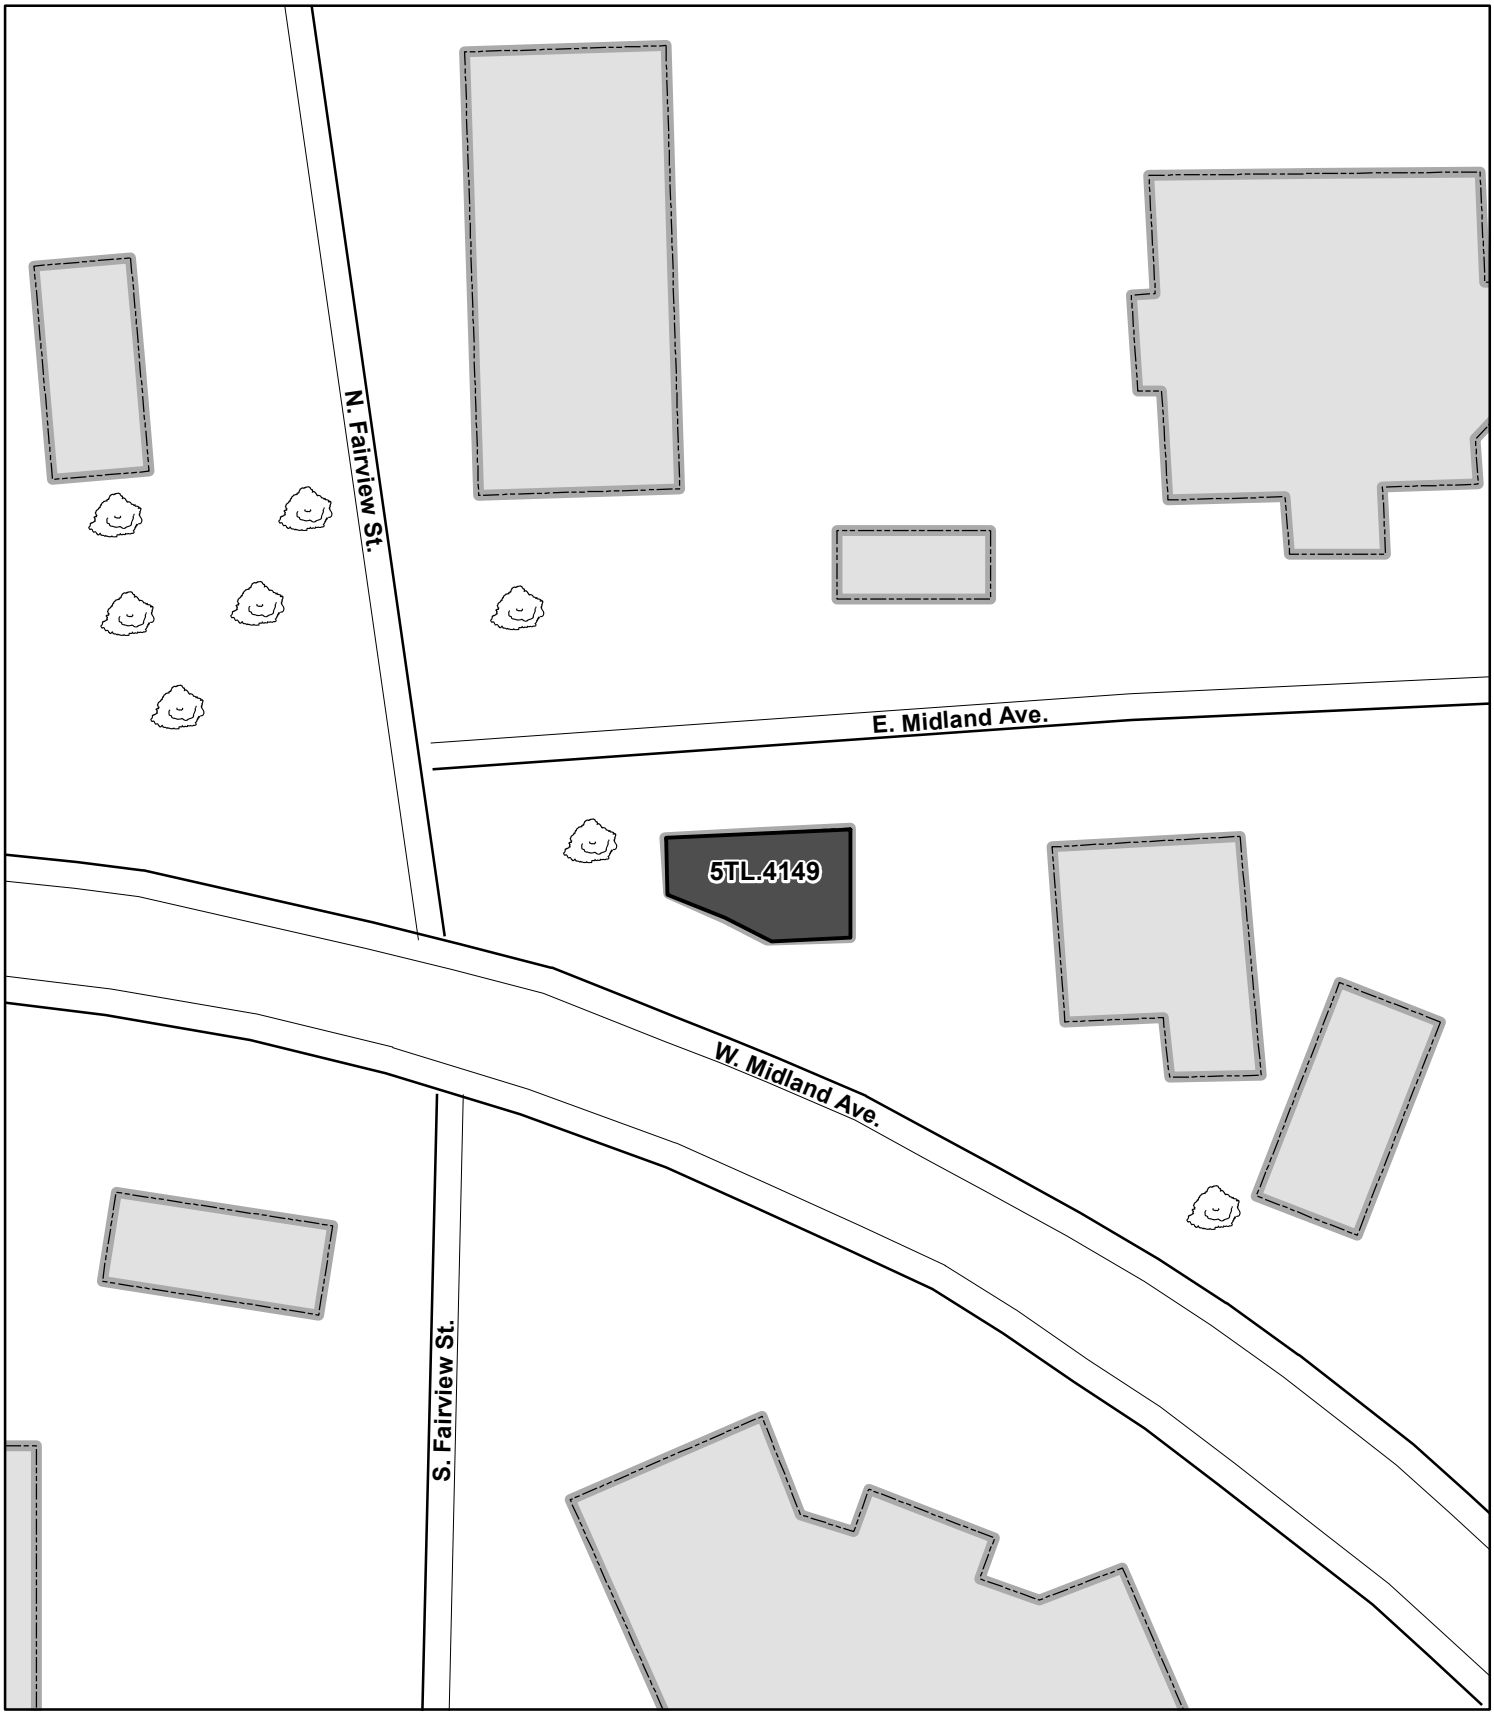 N. Fairview St.
E. Midland Ave.
5TL.4149
W. Midland Ave.
S. Fairview St.